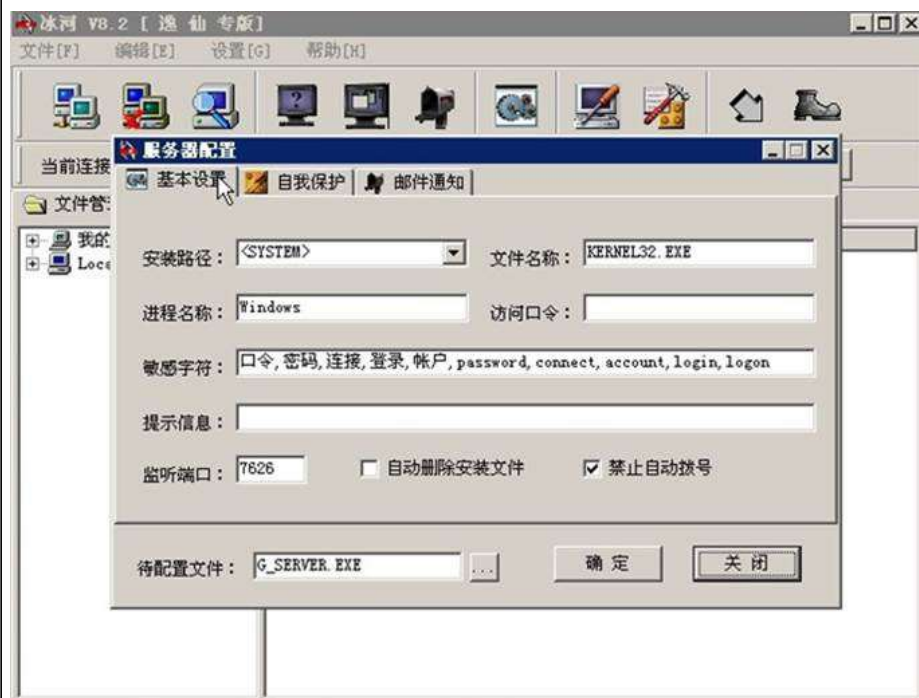 冰河 V8.2 [ 逸 仙 专版]
文件[F] 编辑[E] 设置[G] 帮助[H]
当前连接
服务器配置
基本设置 自我保护 邮件通知
文件管
我的
Loca
安装路径： <SYSTEM> 文件名称： KERNEL32.EXE
进程名称： Windows 访问口令：
敏感字符： 口令,密码,连接,登录,帐户,password,connect,account,login,logon
提示信息：
监听端口： 7626 自动删除安装文件 禁止自动拨号
待配置文件： G_SERVER.EXE ... 确 定 关 闭